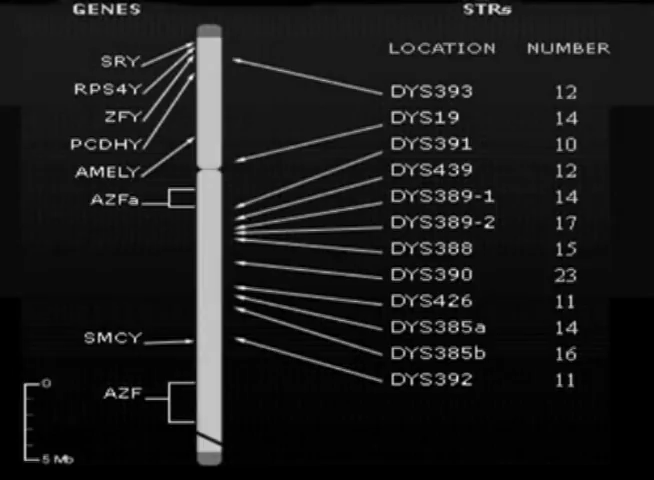 GENES
STRs
LOCATION NUMBER
SRY
RPS4Y
ZFY
PCDHY
AMELY
AZFa
SMCY
AZF
0
5 Mb
DYS393 12
DYS19 14
DYS391 10
DYS439 12
DYS389-1 14
DYS389-2 17
DYS388 15
DYS390 23
DYS426 11
DYS385a 14
DYS385b 16
DYS392 11